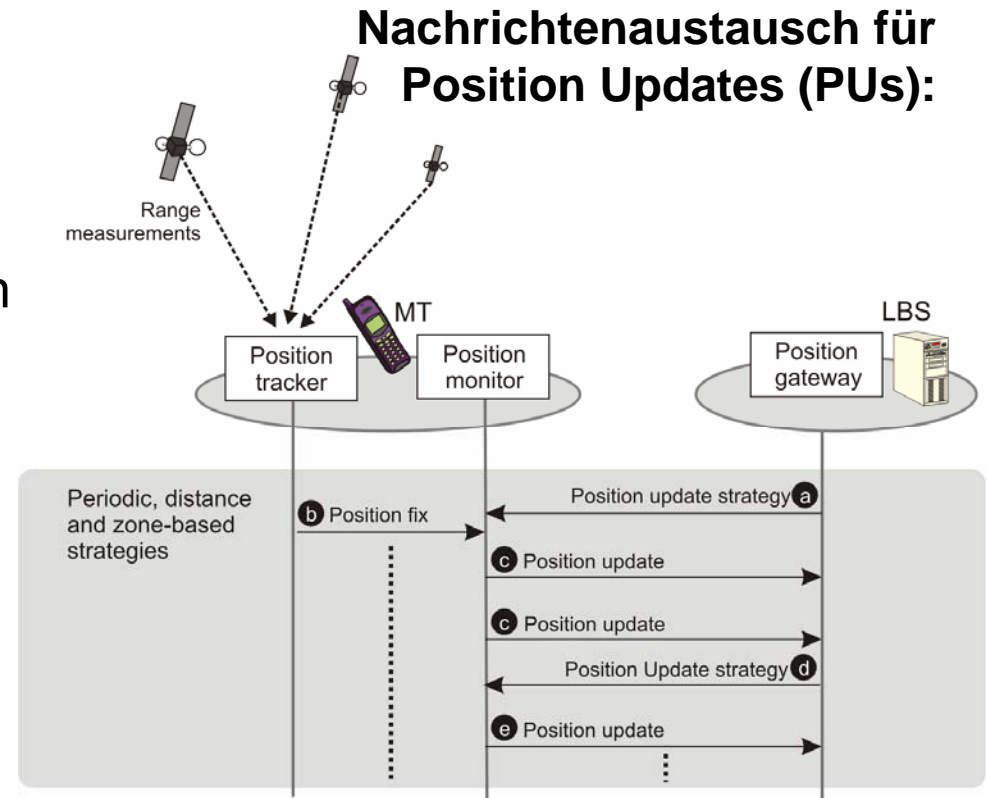 Nachrichtenaustausch für
Position Updates (PUs):
Range
measurements
n
MT
LBS
Position
tracker
Position
monitor
Position
gateway
Periodic, distance
and zone-based
strategies
Position update strategy a
b Position fix
c Position update
c Position update
Position Update strategy d
e Position update